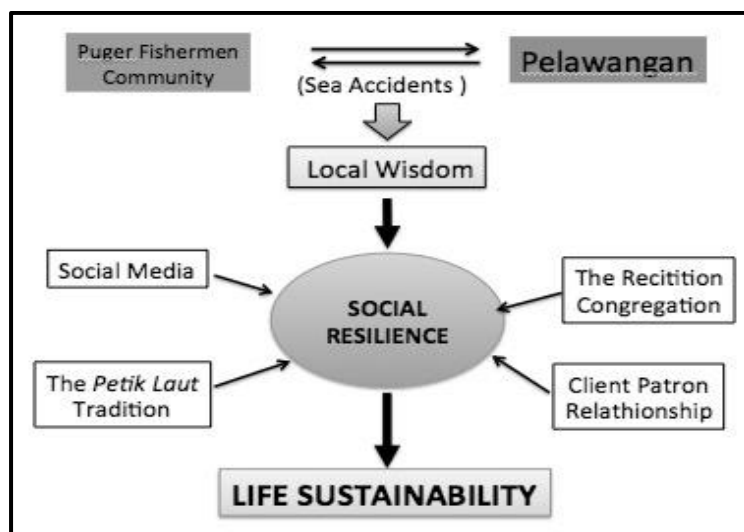 Puger Fishermen
Community
Pelawangan
(Sea Accidents )
Local Wisdom
Social Media
The Recitition
Congregation
SOCIAL
RESILIENCE
The Petik Laut
Tradition
Client Patron
Relathionship
LIFE SUSTAINABILITY